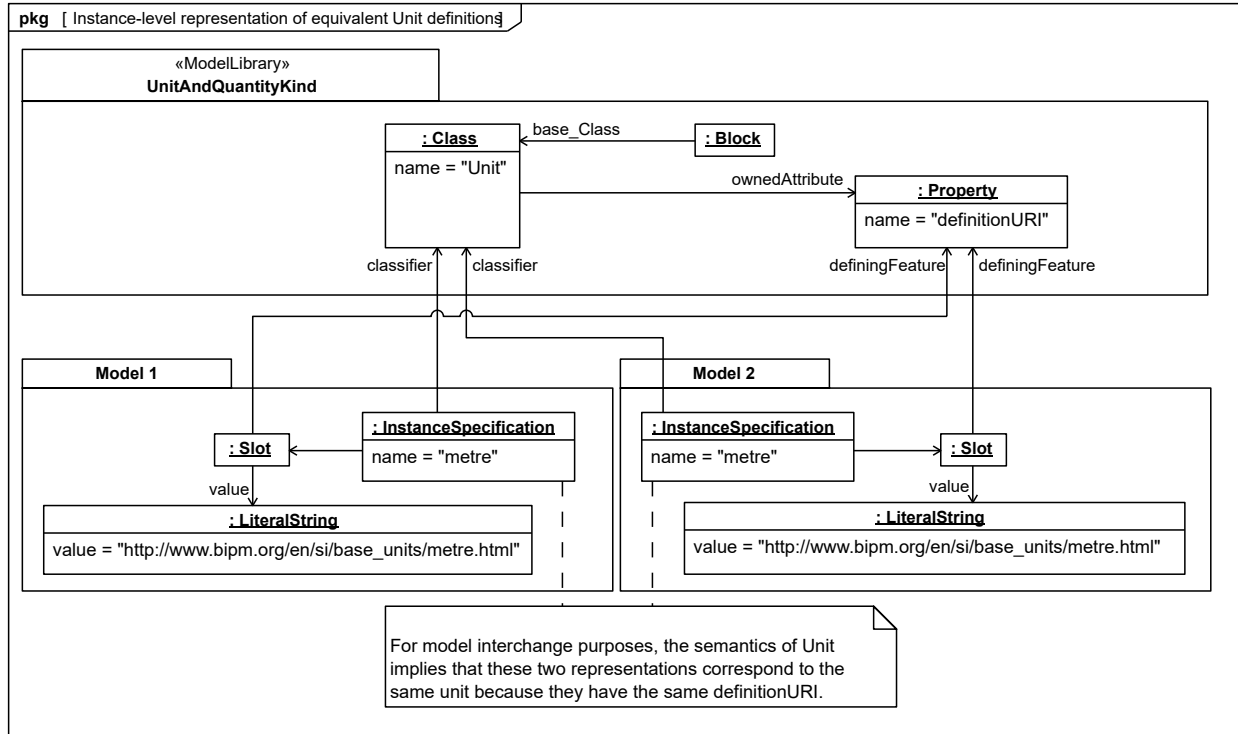 pkg [ Instance-level representation of equivalent Unit definitions]
«ModelLibrary»
UnitAndQuantityKind
: Class
name = "Unit"
base_Class
: Block
ownedAttribute
: Property
name = "definitionURI"
classifier
classifier
definingFeature
definingFeature
Model 1
: Slot
: InstanceSpecification
name = "metre"
value
: LiteralString
value = "http://www.bipm.org/en/si/base_units/metre.html"
Model 2
: InstanceSpecification
name = "metre"
: Slot
value
: LiteralString
value = "http://www.bipm.org/en/si/base_units/metre.html"
For model interchange purposes, the semantics of Unit
implies that these two representations correspond to the
same unit because they have the same definitionURI.